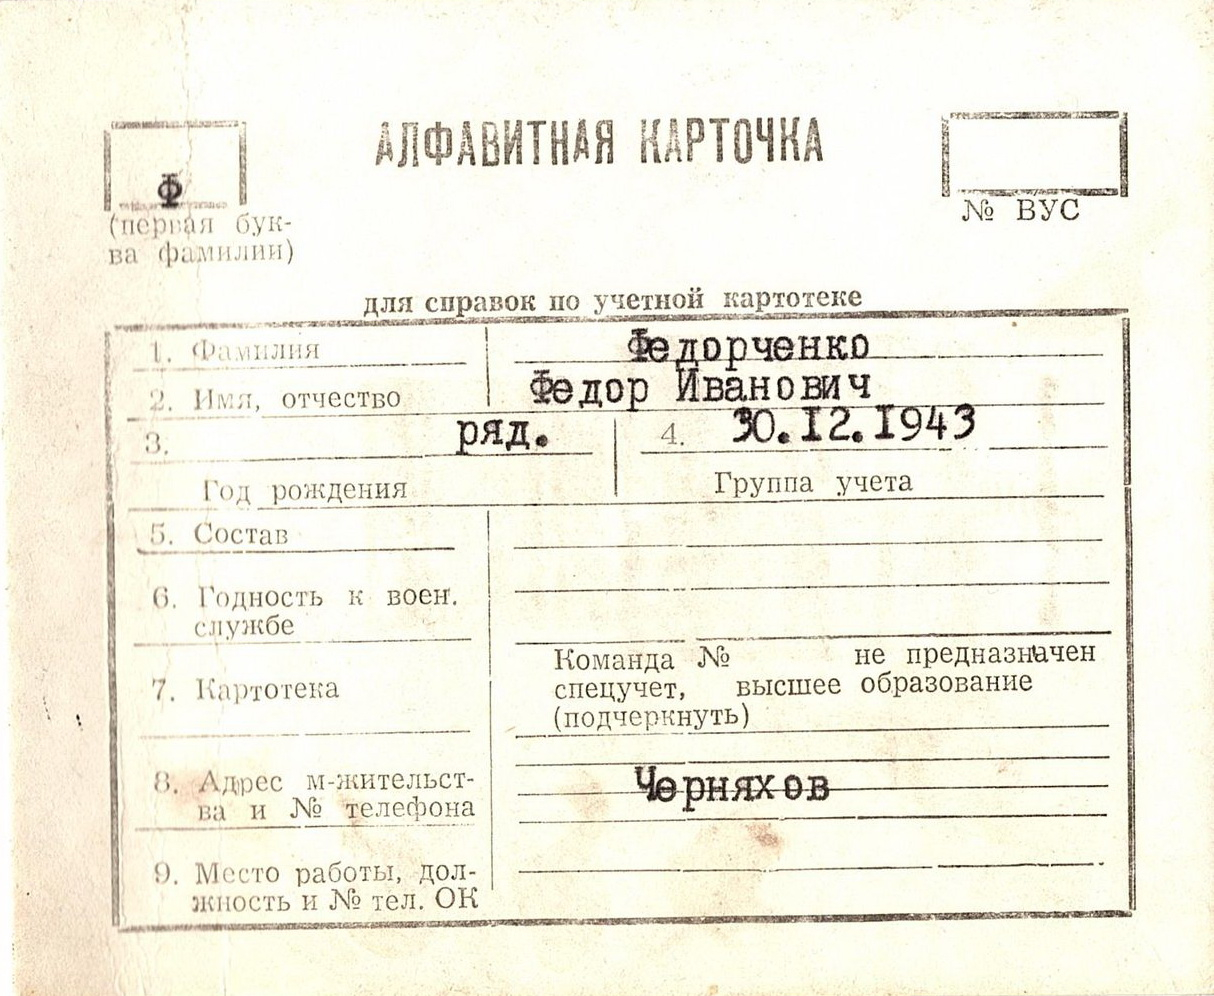 АЛФАВИТНАЯ КАРТОЧКА
Ф
(первая бук-
ва фамилии)
№ ВУС
для справок по учетной картотеке
1. Фамилия Федорченко
2. Имя, отчество Федор Иванович
3. ряд. 4. 30.12.1943
Год рождения Группа учета
5. Состав
6. Годность к воен.
службе
7. Картотека
Команда № не предназначен
спецучет, высшее образование
(подчеркнуть)
8. Адрес м-жительст-
ва и № телефона
Черняхов
9. Место работы, дол-
жность и № тел. ОК